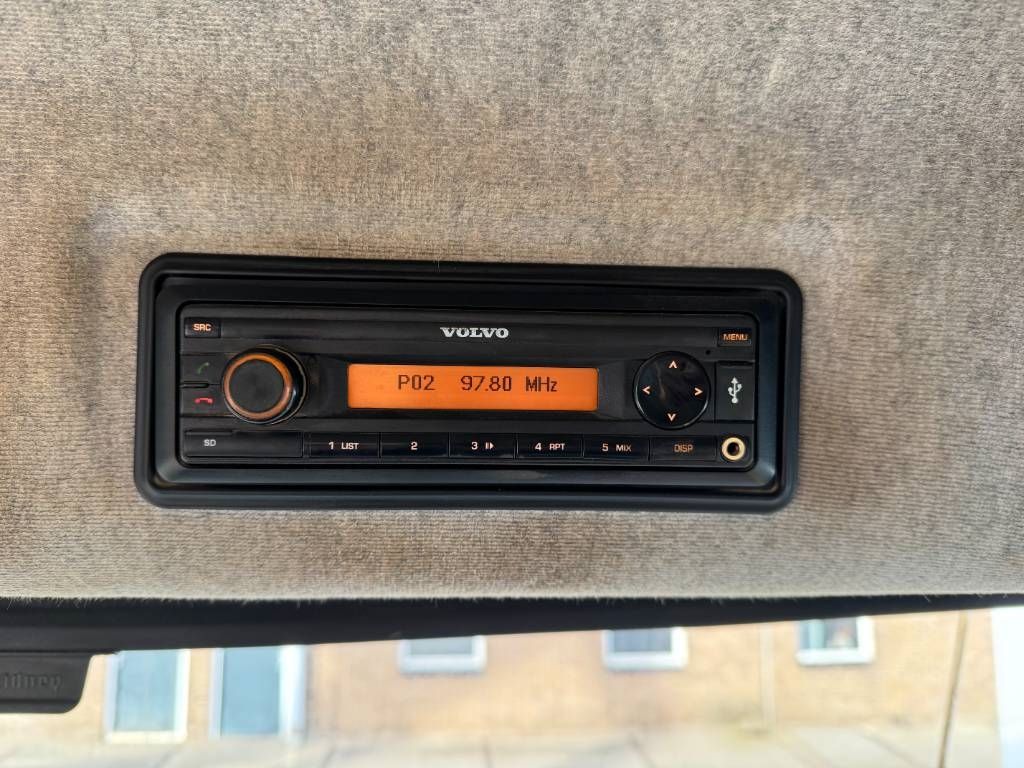 VOLVO
SRC
MENU
P02 97.80 MHz
SD
1 LIST
2
3
4 RPT
5 MIX
DISP